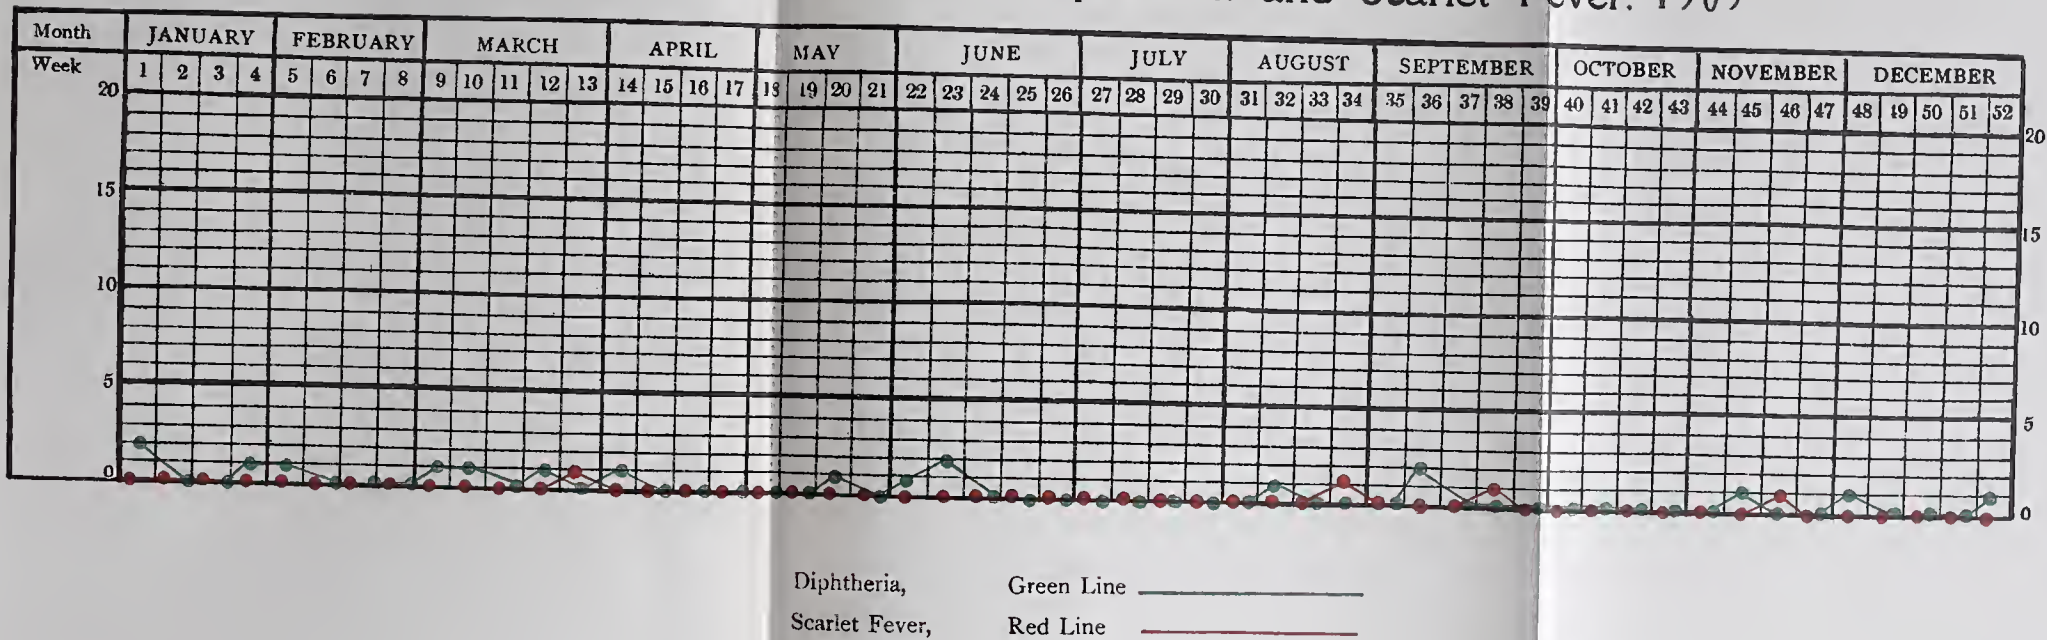 and Scarlet Fever. 1909
Month JANUARY FEBRUARY MARCH APRIL MAY JUNE JULY AUGUST SEPTEMBER OCTOBER NOVEMBER DECEMBER
Week 1 2 3 4 5 6 7 8 9 10 11 12 13 14 15 16 17 18 19 20 21 22 23 24 25 26 27 28 29 30 31 32 33 34 35 36 37 38 39 40 41 42 43 44 45 46 47 48 49 50 51 52
20 20
15 15
10 10
5 5
0 0
Diphtheria, Green Line
Scarlet Fever, Red Line